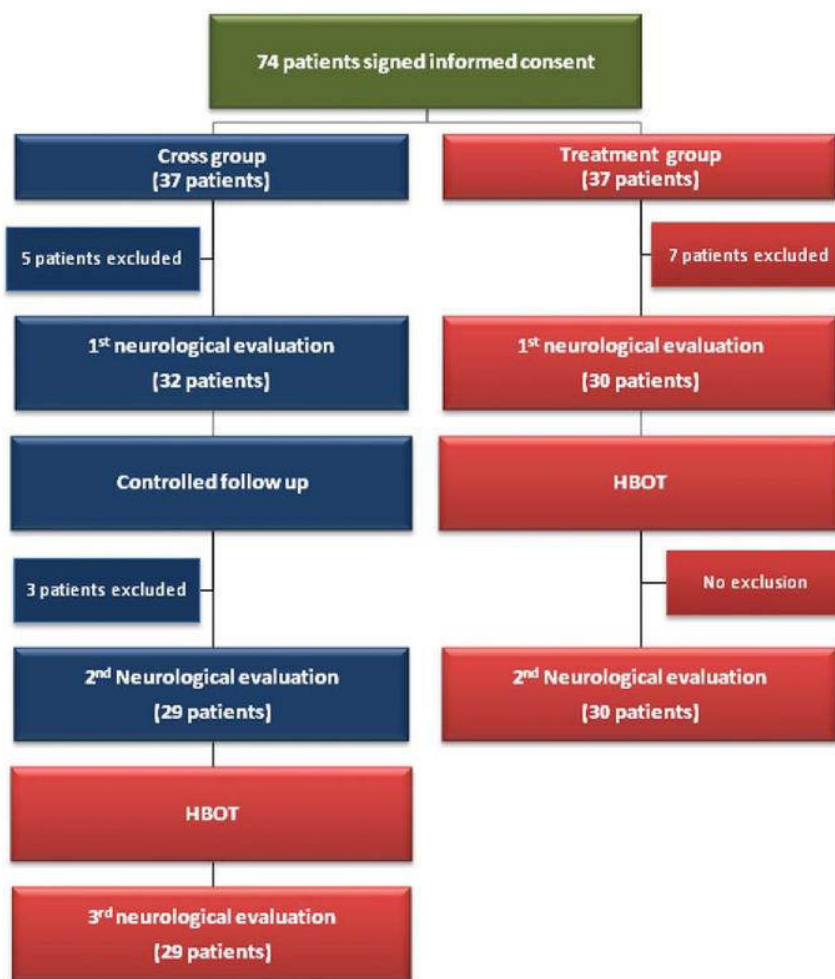 74 patients signed informed consent
Cross group
(37 patients)
Treatment group
(37 patients)
5 patients excluded
7 patients excluded
1st neurological evaluation
(32 patients)
1st neurological evaluation
(30 patients)
Controlled follow up
HBOT
3 patients excluded
No exclusion
2nd Neurological evaluation
(29 patients)
2nd Neurological evaluation
(30 patients)
HBOT
3rd neurological evaluation
(29 patients)